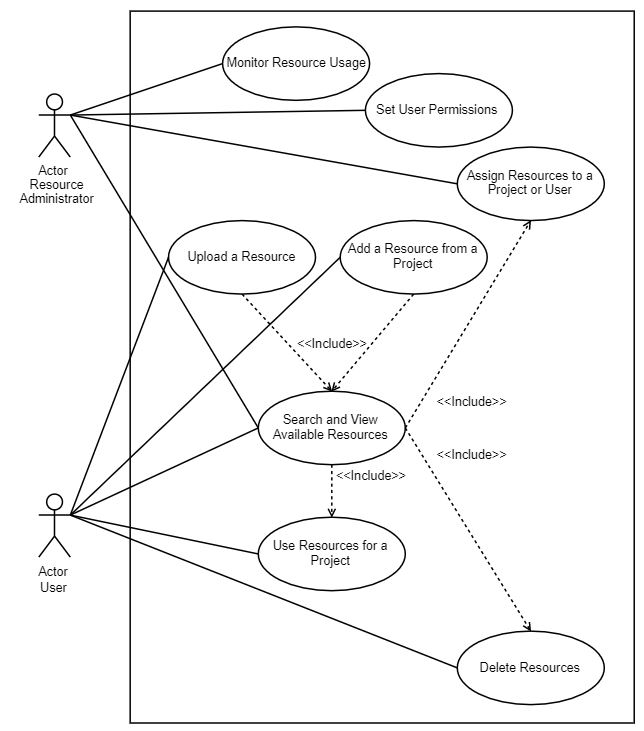 Monitor Resource Usage
Set User Permissions
Actor
Resource
Administrator
Assign Resources to a
Project or User
Upload a Resource
Add a Resource from a
Project
<<Include>>
<<Include>>
Search and View
Available Resources
<<Include>>
<<Include>>
Use Resources for a
Project
Actor
User
Delete Resources